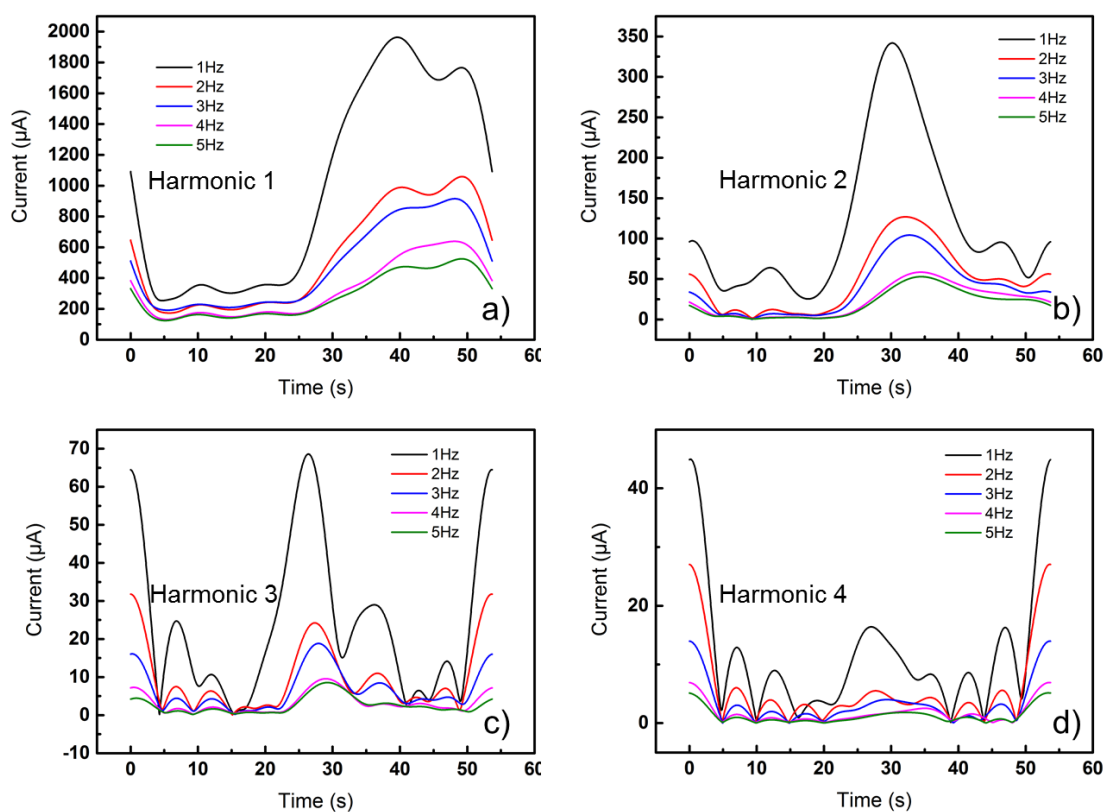 2000
1800
1600
1400
1200
1000
800
600
400
200
0
Current (µA)
1Hz
2Hz
3Hz
4Hz
5Hz
Harmonic 1
a)
0 10 20 30 40 50 60
Time (s)
350
300
250
200
150
100
50
0
Current (µA)
1Hz
2Hz
3Hz
4Hz
5Hz
Harmonic 2
b)
0 10 20 30 40 50 60
Time (s)
70
60
50
40
30
20
10
0
-10
Current (µA)
1Hz
2Hz
3Hz
4Hz
5Hz
Harmonic 3
c)
0 10 20 30 40 50 60
Time (s)
40
20
0
Current (µA)
1Hz
2Hz
3Hz
4Hz
5Hz
Harmonic 4
d)
0 10 20 30 40 50 60
Time (s)